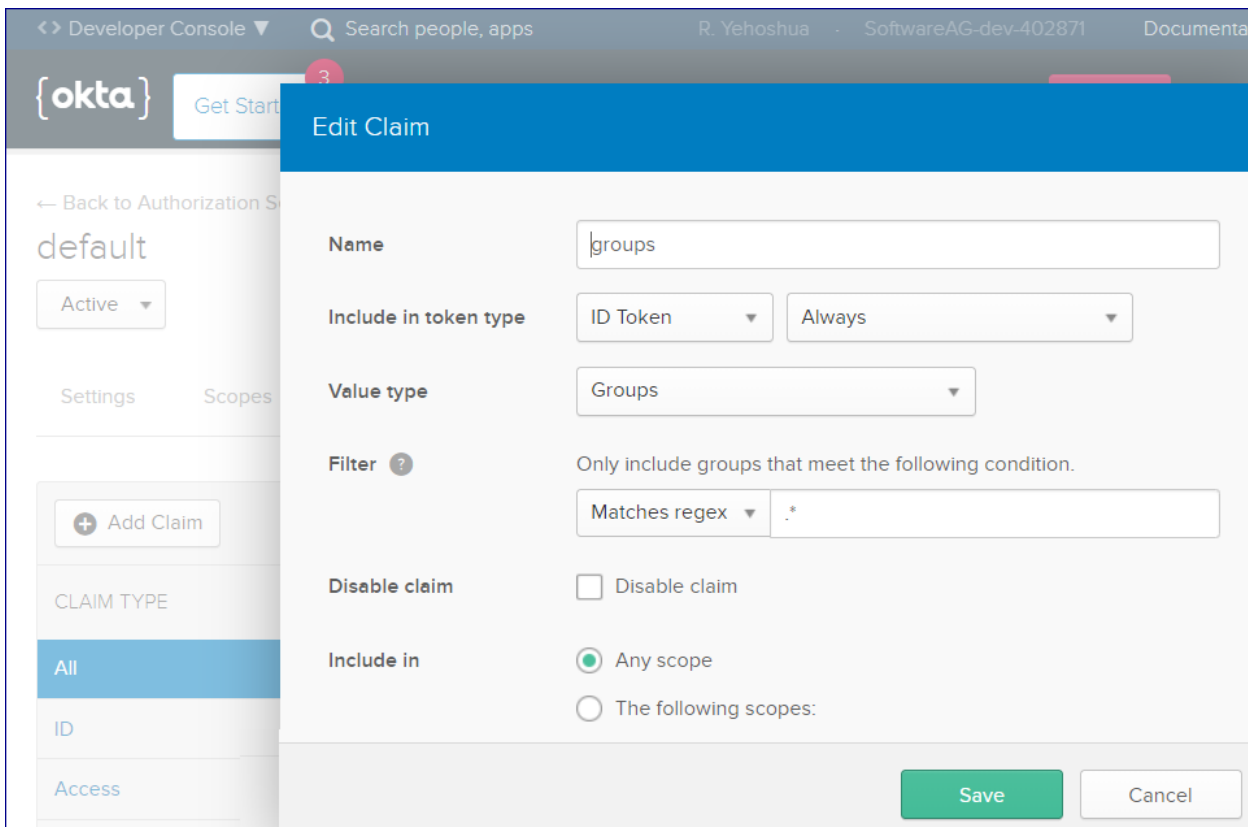 <> Developer Console ▼ Search people, apps R. Yehoshua · SoftwareAG-dev-402871 Documenta
{okta} Get Start 3
Edit Claim
← Back to Authorization S
default
Active
Settings Scopes
Add Claim
CLAIM TYPE
All
ID
Access
Name groups
Include in token type ID Token Always
Value type Groups
Filter ? Only include groups that meet the following condition.
Matches regex .*
Disable claim Disable claim
Include in Any scope
The following scopes:
Save Cancel